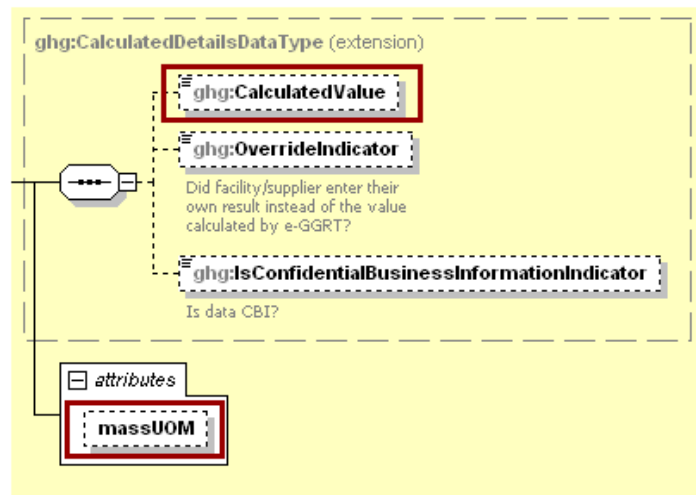 ghg:CalculatedDetailsDataType (extension)
ghg:CalculatedValue
ghg:OverrideIndicator
Did facility/supplier enter their
own result instead of the value
calculated by e-GGRT?
ghg:IsConfidentialBusinessInformationIndicator
Is data CBI?
attributes
massUOM